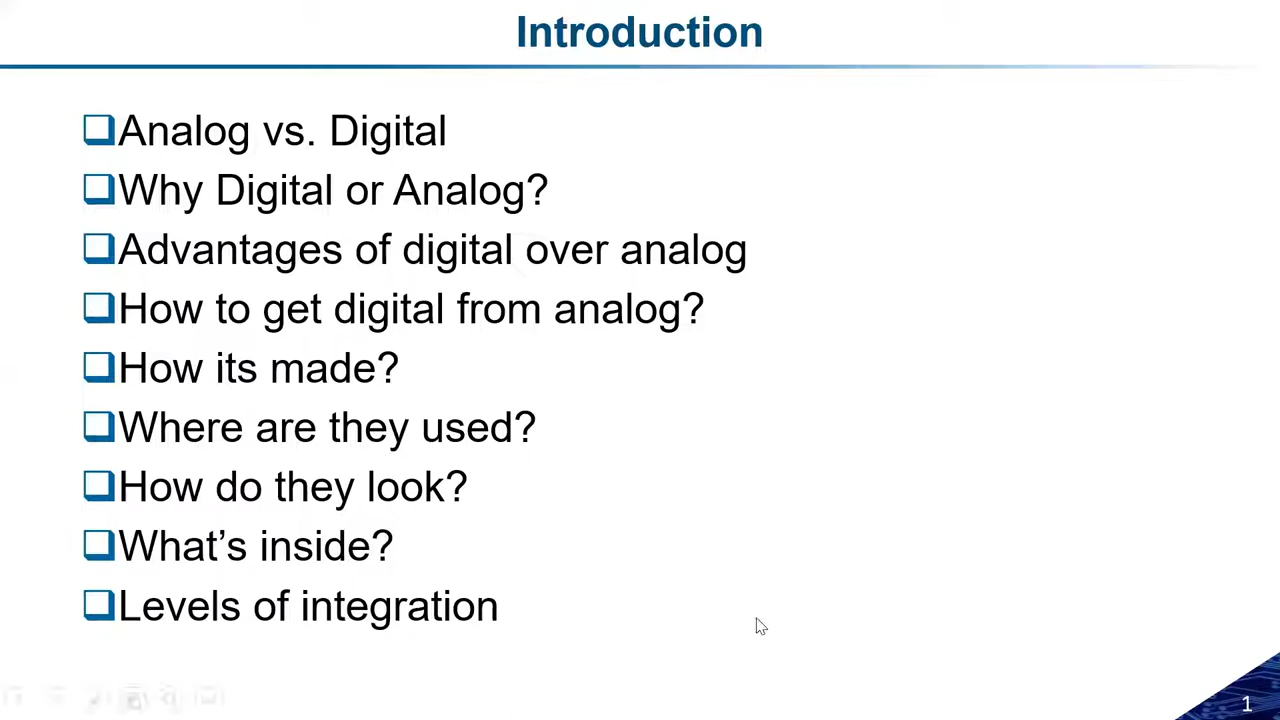 Introduction
Analog vs. Digital
Why Digital or Analog?
Advantages of digital over analog
How to get digital from analog?
How its made?
Where are they used?
How do they look?
What’s inside?
Levels of integration
1